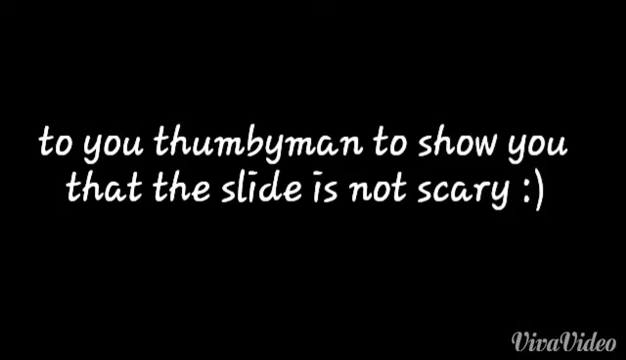 to you thumbyman to show you
that the slide is not scary :)
VivaVideo